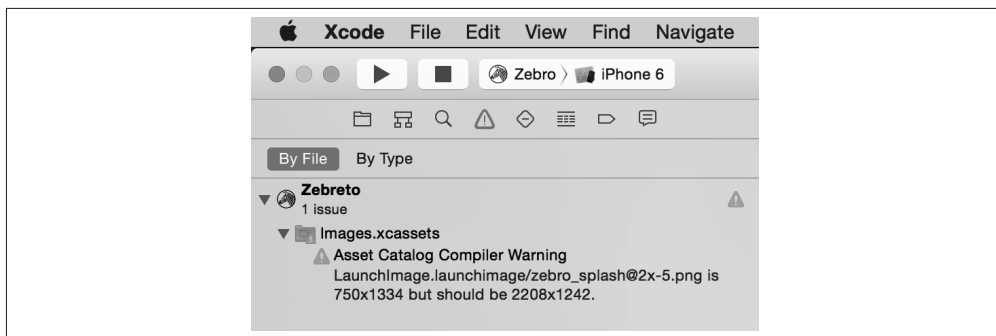 Xcode File Edit View Find Navigate
Zebro 〉 iPhone 6
By File By Type
Zebreto
1 issue
Images.xcassets
Asset Catalog Compiler Warning
LaunchImage.launchimage/zebro_splash@2x-5.png is
750x1334 but should be 2208x1242.